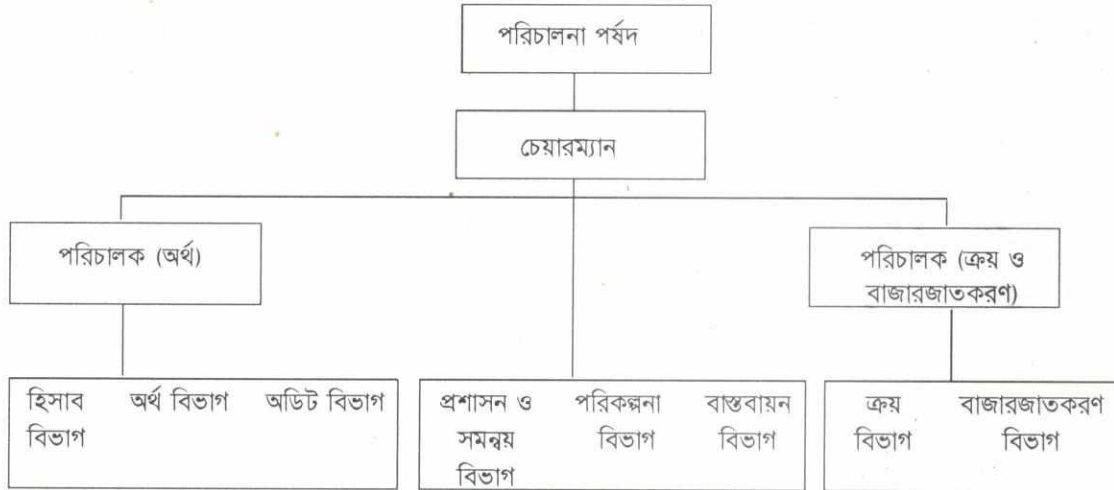 পরিচালনা পর্ষদ
চেয়ারম্যান
পরিচালক (অর্থ)
পরিচালক (ক্রয় ও
বাজারজাতকরণ)
হিসাব
বিভাগ
অর্থ বিভাগ
অডিট বিভাগ
প্রশাসন ও
সমন্বয়
বিভাগ
পরিকল্পনা
বিভাগ
বাস্তবায়ন
বিভাগ
ক্রয়
বিভাগ
বাজারজাতকরণ
বিভাগ